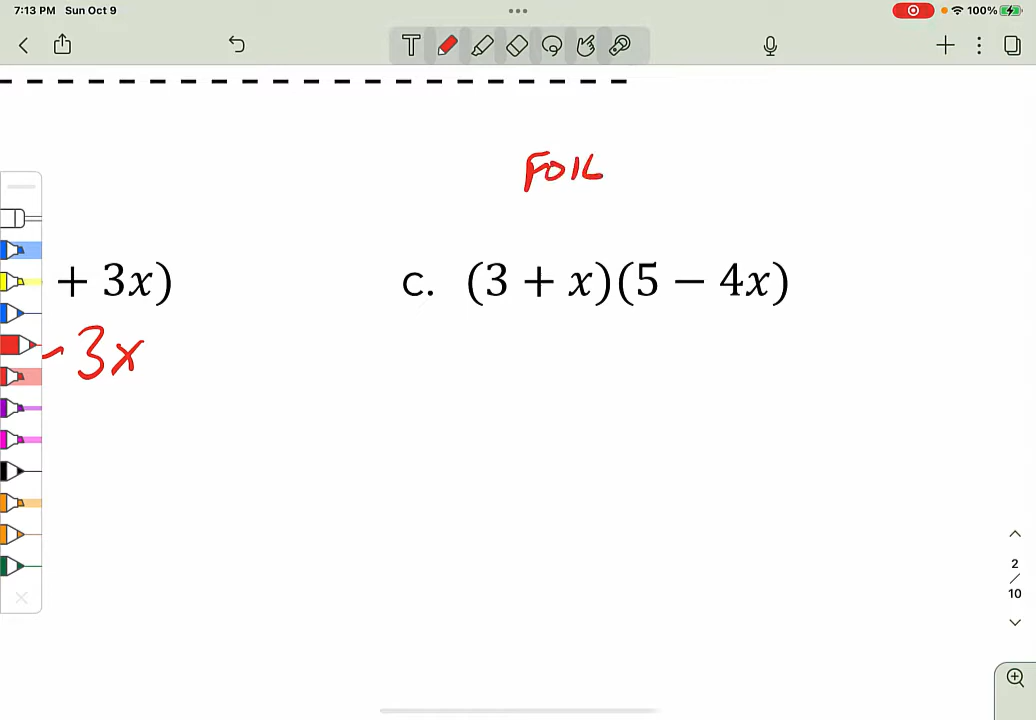 7:13 PM Sun Oct 9
100%
T
FOIL
+ 3x)
c. (3 + x)(5 − 4x)
- 3x
2
/
10